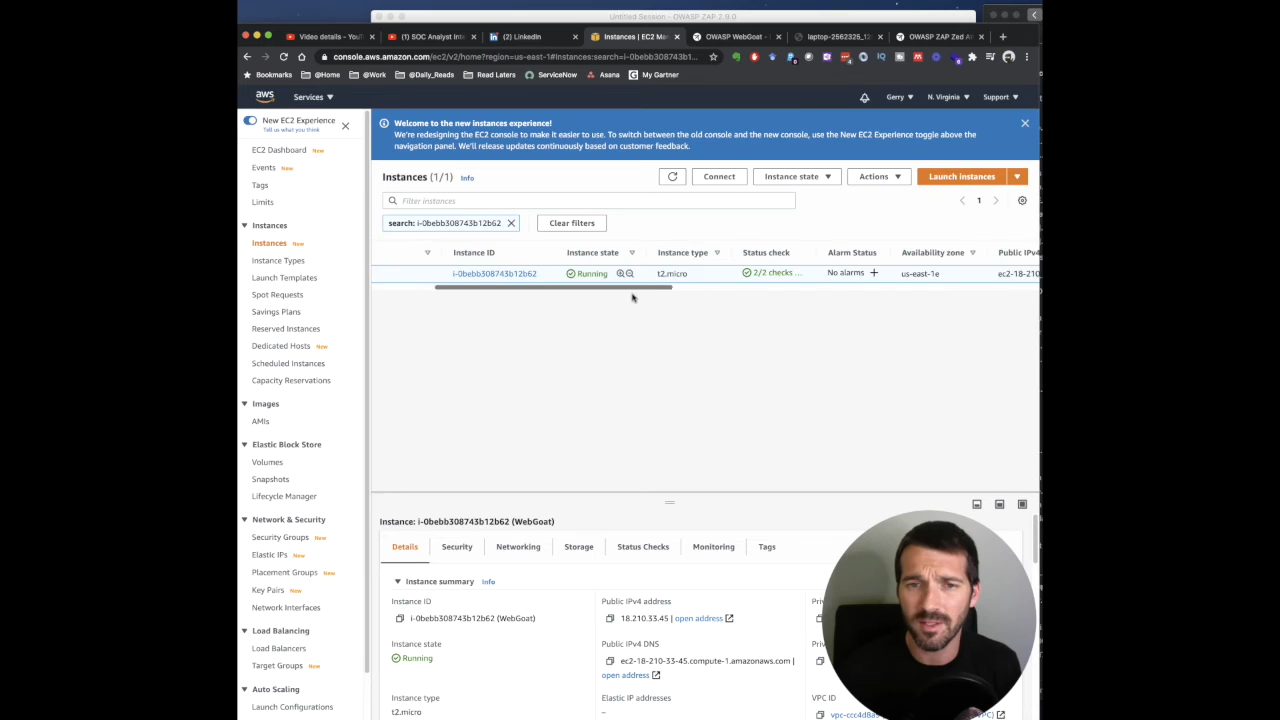 Untitled Session - OWASP ZAP 2.9.0
Video details - YouTub
(1) SOC Analyst Inte
(2) LinkedIn
Instances | EC2 Man
OWASP WebGoat -
laptop-2562325_12
OWASP ZAP Zed At
console.aws.amazon.com/ec2/v2/home?region=us-east-1#Instances:search=i-0bebb308743b12b62
Bookmarks @Home @Work @Daily_Reads Read Laters ServiceNow Asana My Gartner
aws Services Gerry N. Virginia Support
New EC2 Experience
Tell us what you think
EC2 Dashboard New
Events New
Tags
Limits
Instances
Instances New
Instance Types
Launch Templates
Spot Requests
Savings Plans
Reserved Instances
Dedicated Hosts New
Scheduled Instances
Capacity Reservations
Images
AMIs
Elastic Block Store
Volumes
Snapshots
Lifecycle Manager
Network & Security
Security Groups New
Elastic IPs New
Placement Groups New
Key Pairs New
Network Interfaces
Load Balancing
Load Balancers
Target Groups New
Auto Scaling
Launch Configurations
Welcome to the new instances experience!
We're redesigning the EC2 console to make it easier to use. To switch between the old console and the new console, use the New EC2 Experience toggle above the
navigation panel. We'll release updates continuously based on customer feedback.
Instances (1/1) Info Connect Instance state Actions Launch instances
Filter instances 1
search: i-0bebb308743b12b62 Clear filters
Instance ID Instance state Instance type Status check Alarm Status Availability zone Public IPv4
i-0bebb308743b12b62 Running t2.micro 2/2 checks ... No alarms + us-east-1e ec2-18-210
Instance: i-0bebb308743b12b62 (WebGoat)
Details Security Networking Storage Status Checks Monitoring Tags
Instance summary Info
Instance ID
i-0bebb308743b12b62 (WebGoat)
Instance state
Running
Instance type
t2.micro
Public IPv4 address
18.210.33.45 | open address
Public IPv4 DNS
ec2-18-210-33-45.compute-1.amazonaws.com |
open address
Elastic IP addresses
–
VPC ID